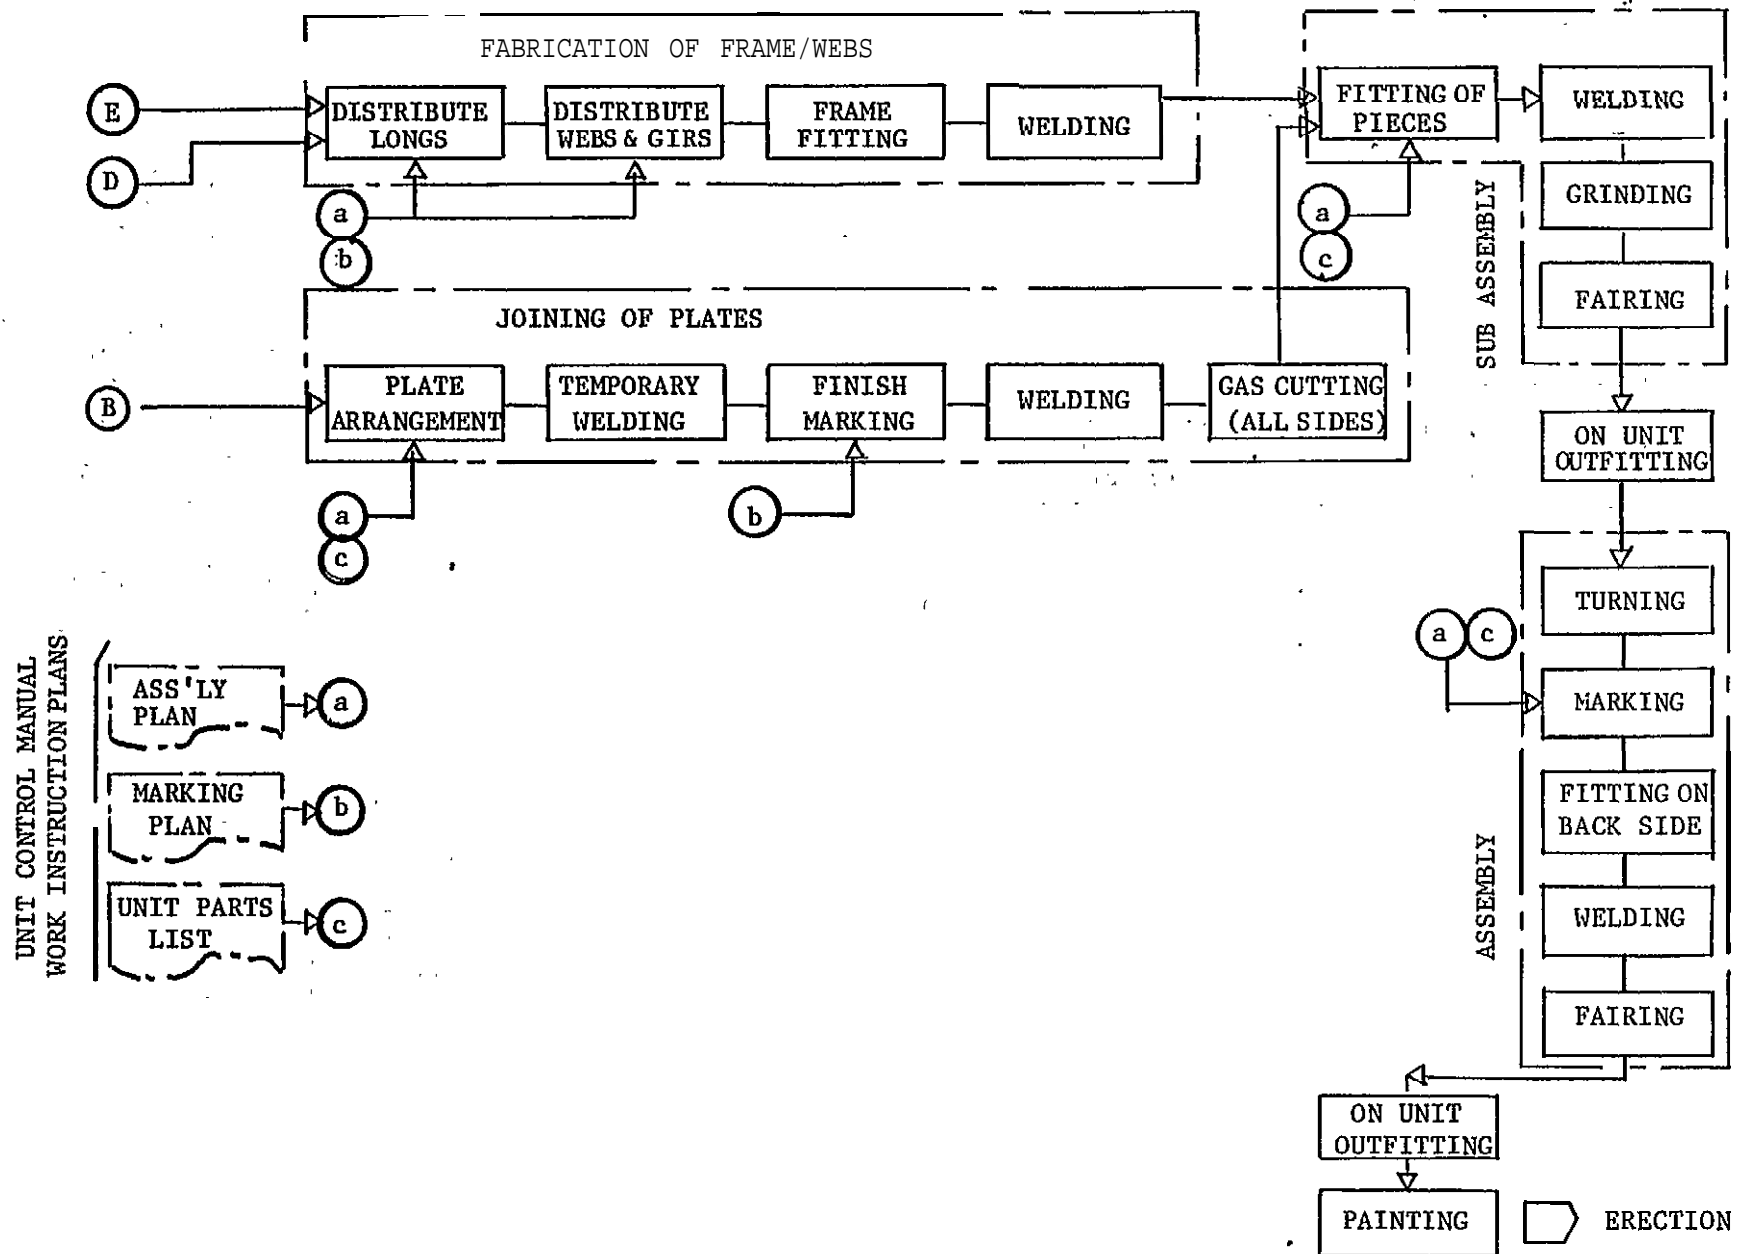 FABRICATION OF FRAME/WEBS
E
D
DISTRIBUTE
LONGS
DISTRIBUTE
WEBS & GIRS
FRAME
FITTING
WELDING
a
b
FITTING OF
PIECES
WELDING
GRINDING
FAIRING
a
c
SUB ASSEMBLY
JOINING OF PLATES
B
PLATE
ARRANGEMENT
TEMPORARY
WELDING
FINISH
MARKING
WELDING
GAS CUTTING
(ALL SIDES)
a
c
b
ON UNIT
OUTFITTING
TURNING
a c
MARKING
FITTING ON
BACK SIDE
WELDING
FAIRING
ASSEMBLY
UNIT CONTROL MANUAL
WORK INSTRUCTION PLANS
ASS'LY
PLAN
a
MARKING
PLAN
b
UNIT PARTS
LIST
c
ON UNIT
OUTFITTING
PAINTING
ERECTION